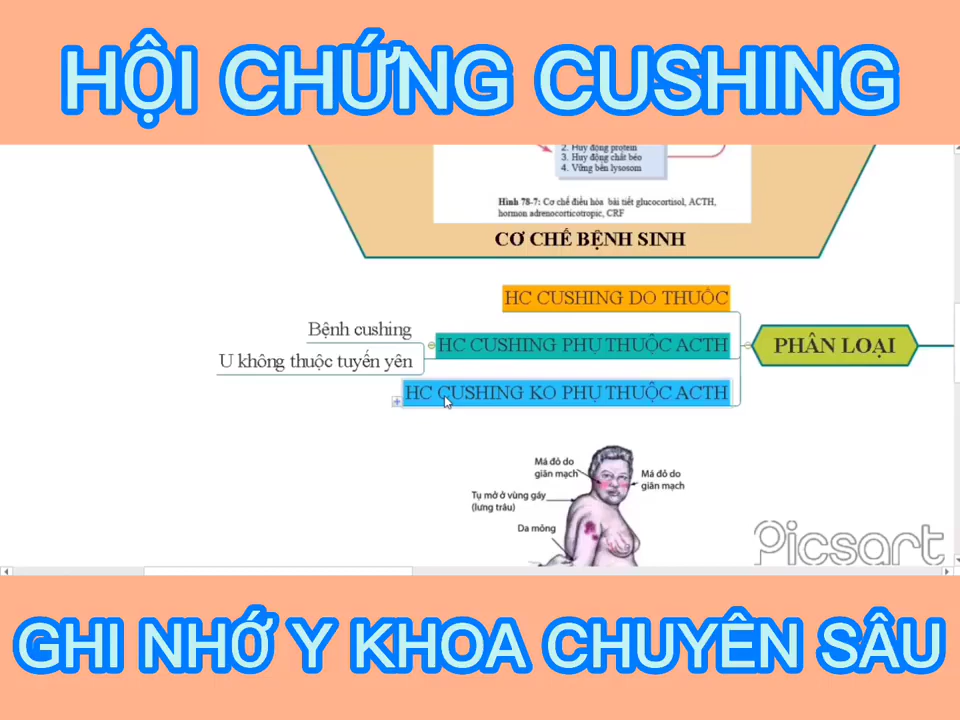 HỘI CHỨNG CUSHING
2. Huy động protein
3. Huy động chất béo
4. Vững bền lysosom
Hình 78-7: Cơ chế điều hòa bài tiết glucocortisol, ACTH,
hormon adrenocorticotropic, CRF
CƠ CHẾ BỆNH SINH
HC CUSHING DO THUỐC
Bệnh cushing
HC CUSHING PHỤ THUỘC ACTH
PHÂN LOẠI
U không thuộc tuyến yên
HC CUSHING KO PHỤ THUỘC ACTH
Má đỏ do
giãn mạch
Má đỏ do
giãn mạch
Tụ mỡ ở vùng gáy
(lưng trâu)
Da mỏng
Picsart
GHI NHỚ Y KHOA CHUYÊN SÂU